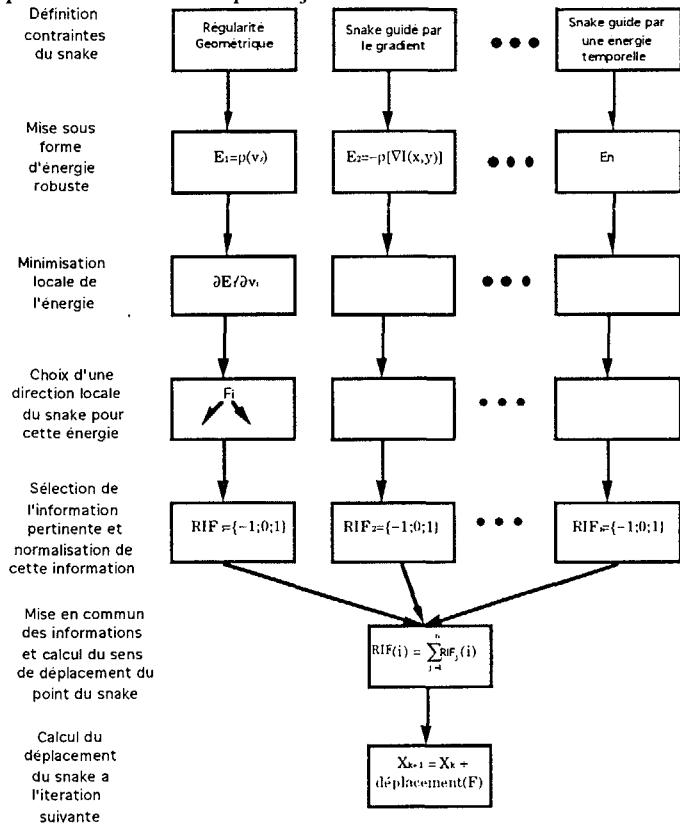 Définition
contraintes
du snake
Régularité
Geométrique
Snake guidé par
le gradient
Snake guide par
une energie
temporelle
Mise sous
forme
d'énergie
robuste
E₁=ρ(vᵢ)
E₂=-ρ[∇I(x,y)]
En
Minimisation
locale de
l'énergie
∂E/∂vᵢ
Choix d'une
direction locale
du snake pour
cette énergie
Fi
Sélection de
l'information
pertinente et
normalisation de
cette information
RIF ={-1;0;1}
RIF₂={-1;0;1}
RIF ={-1;0;1}
Mise en commun
des informations
et calcul du sens
de déplacement du
point du snake
RIF(i) = ∑ RIFⱼ(i)
Calcul du
déplacement
du snake a
l'iteration
suivante
Xₖ₊₁ = Xₖ +
déplacement(F)